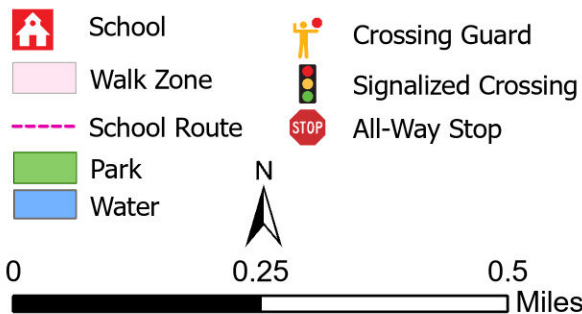 School
Walk Zone
School Route
Park
Water
Crossing Guard
Signalized Crossing
STOP All-Way Stop
N
0 0.25 0.5
Miles